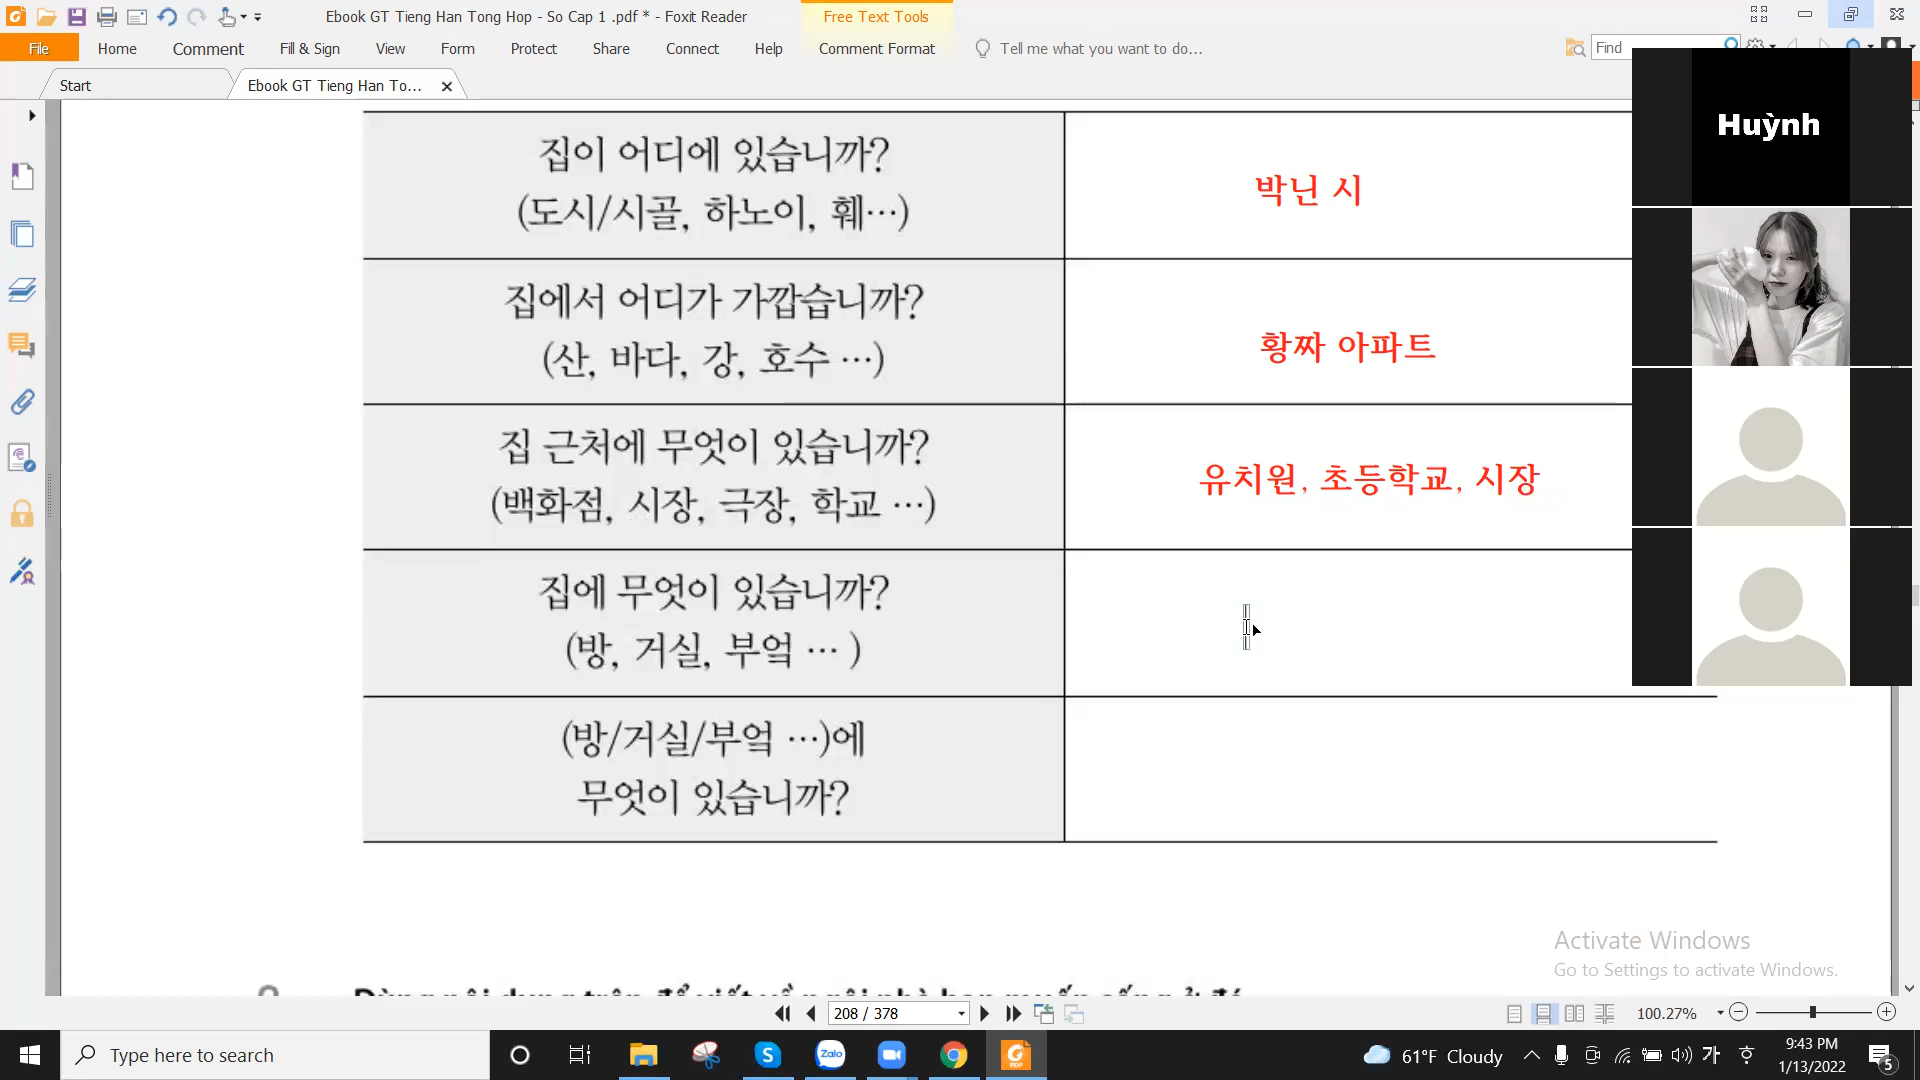 Ebook GT Tieng Han Tong Hop - So Cap 1 .pdf * - Foxit Reader
Free Text Tools
File
Home
Comment
Fill & Sign
View
Form
Protect
Share
Connect
Help
Comment Format
Tell me what you want to do...
Find
Start
Ebook GT Tieng Han To...
Huỳnh
집이 어디에 있습니까?
(도시/시골, 하노이, 훼…)
박닌 시
집에서 어디가 가깝습니까?
(산, 바다, 강, 호수 …)
황짜 아파트
집 근처에 무엇이 있습니까?
(백화점, 시장, 극장, 학교 …)
유치원, 초등학교, 시장
집에 무엇이 있습니까?
(방, 거실, 부엌 … )
(방/거실/부엌 …)에
무엇이 있습니까?
Activate Windows
Go to Settings to activate Windows.
208 / 378
100.27%
Type here to search
Zalo
61°F Cloudy
가
9:43 PM
1/13/2022
5